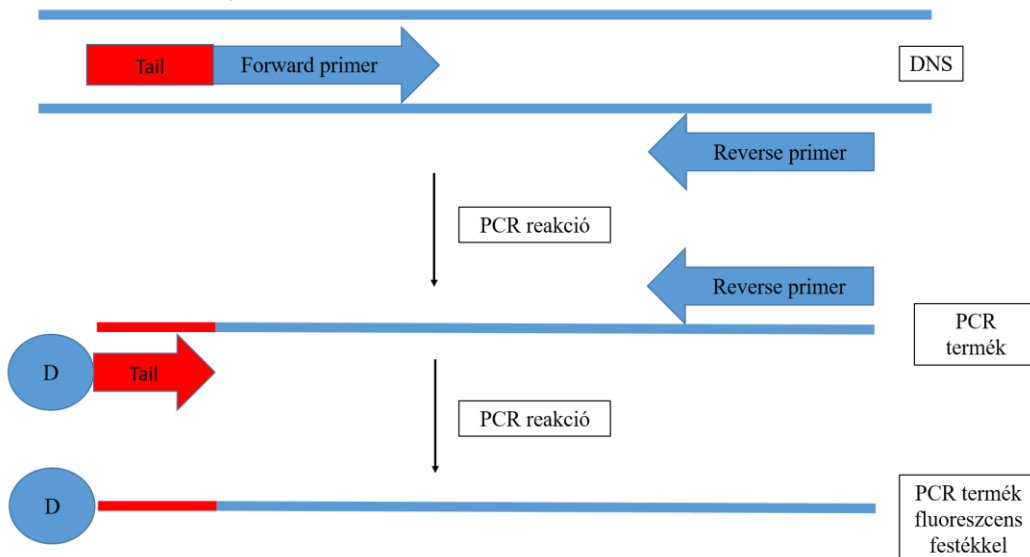 Tail
Forward primer
DNS
Reverse primer
PCR reakció
Reverse primer
PCR
termék
D
Tail
PCR reakció
D
PCR termék
fluoreszcens
festékkel